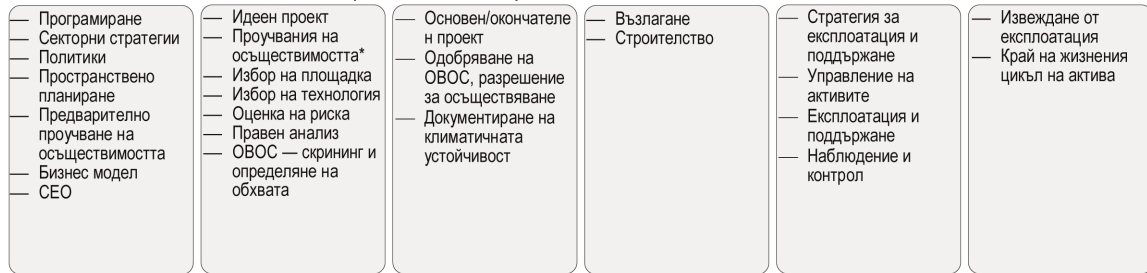 — Програмиране
— Секторни стратегии
— Политики
— Пространствено
планиране
— Предварително
проучване на
осъществимостта
— Бизнес модел
— СЕО
— Идеен проект
— Проучвания на
осъществимостта*
— Избор на площадка
— Избор на технология
— Оценка на риска
— Правен анализ
— ОВОС — скрининг и
определяне на
обхвата
— Основен/окончателе
н проект
— Одобряване на
ОВОС, разрешение
за осъществяване
— Документиране на
климатичната
устойчивост
— Възлагане
— Строителство
— Стратегия за
експлоатация и
поддържане
— Управление на
активите
— Експлоатация и
поддържане
— Наблюдение и
контрол
— Извеждане от
експлоатация
— Край на жизнения
цикъл на актива